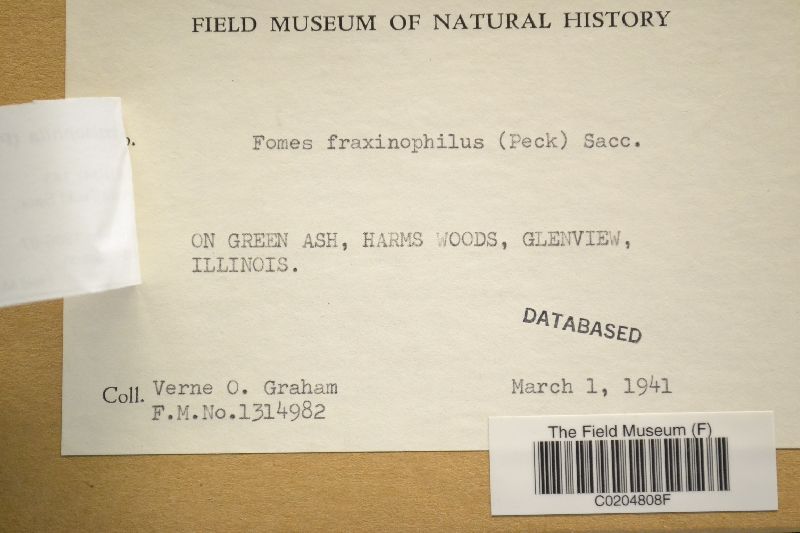 FIELD MUSEUM OF NATURAL HISTORY
Fomes fraxinophilus (Peck) Sacc.
ON GREEN ASH, HARMS WOODS, GLENVIEW,
ILLINOIS.
DATABASED
Coll. Verne O. Graham March 1, 1941
F.M.No.1314982
The Field Museum (F)
C0204808F